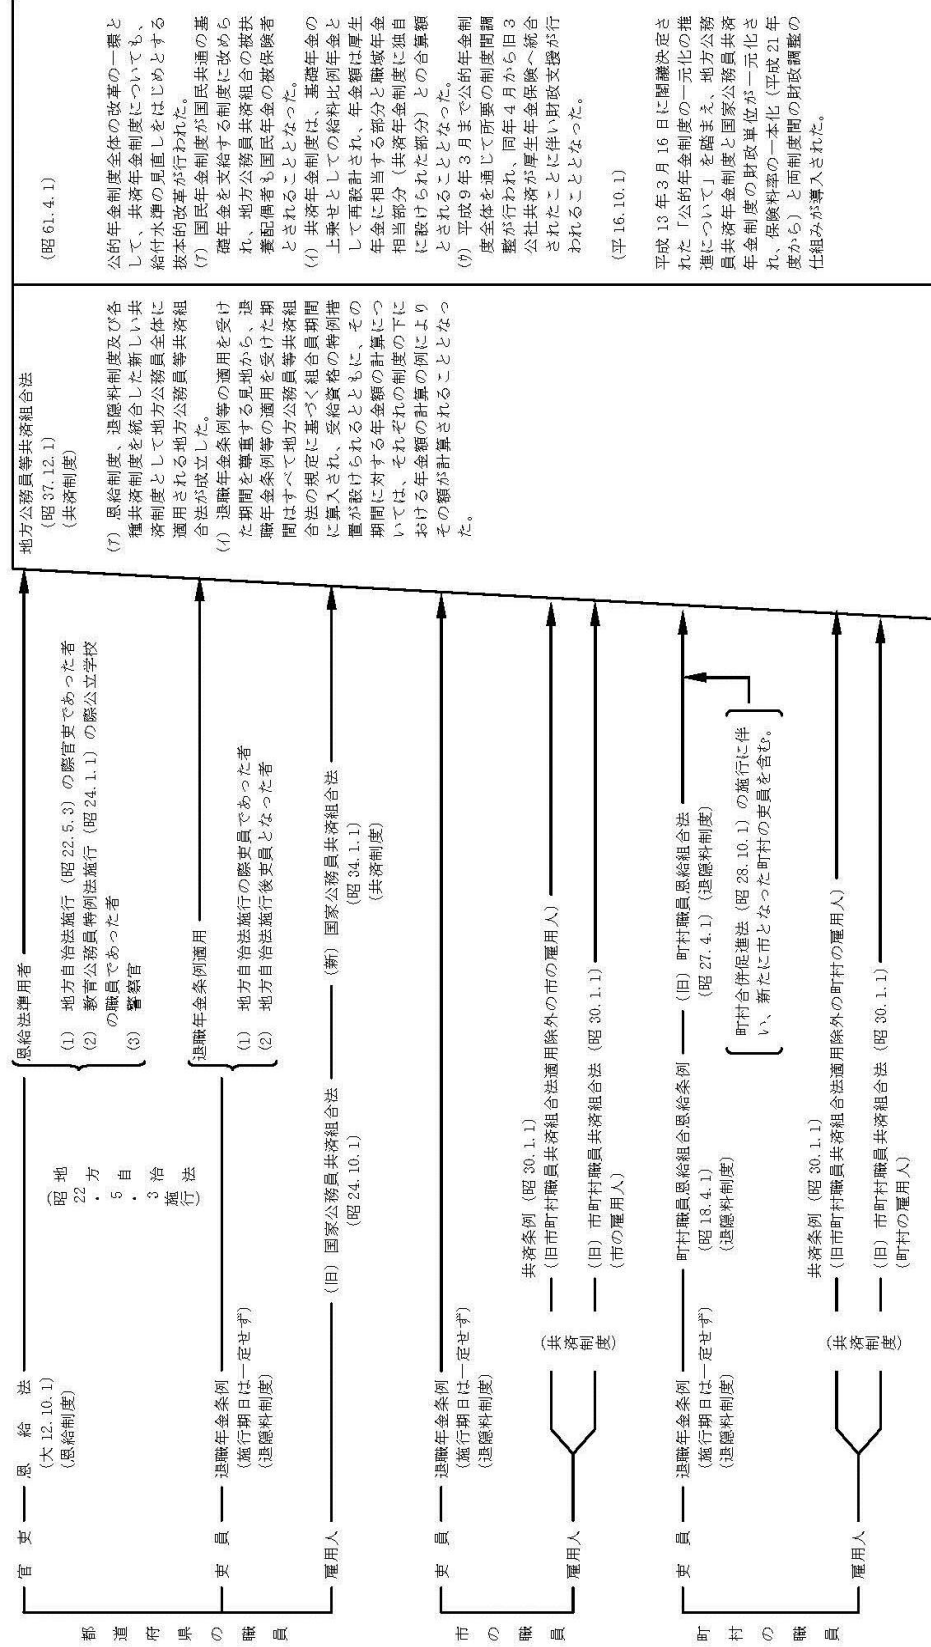 都道府県の職員
官吏
恩給法
(大12.10.1)
(恩給制度)
(昭22・5・3
地方自治法施行)
恩給法準用者
(1) 地方自治法施行(昭22.5.3)の際官吏であった者
(2) 教育公務員特例法施行(昭24.1.1)の際公立学校
の職員であった者
(3) 警察官
吏員
退職年金条例
(施行期日は一定せず)
(退隠料制度)
退職年金条例適用
(1) 地方自治法施行の際吏員であった者
(2) 地方自治法施行後吏員となった者
雇用人
(旧)国家公務員共済組合法
(昭24.10.1)
(新)国家公務員共済組合法
(昭34.1.1)
(共済制度)
市の職員
吏員
退職年金条例
(施行期日は一定せず)
(退隠料制度)
雇用人
(共済制度)
共済条例(昭30.1.1)
(旧市町村職員共済組合法適用除外の市の雇用人)
(旧)市町村職員共済組合法(昭30.1.1)
(市の雇用人)
町村の職員
吏員
退職年金条例
(施行期日は一定せず)
(退隠料制度)
町村職員恩給組合恩給条例
(昭18.4.1)
(退隠料制度)
(旧)町村職員恩給組合法
(昭27.4.1)(退隠料制度)
町村合併促進法(昭28.10.1)の施行に伴
い、新たに市となった町村の吏員を含む。
雇用人
(共済制度)
共済条例(昭30.1.1)
(旧市町村職員共済組合法適用除外の町村の雇用人)
(旧)市町村職員共済組合法(昭30.1.1)
(町村の雇用人)
地方公務員等共済組合法
(昭37.12.1)
(共済制度)
(ｱ) 恩給制度、退隠料制度及び各
種共済制度を統合した新しい共
済制度として地方公務員全体に
適用される地方公務員等共済組
合法が成立した。
(ｲ) 退職年金条例等の適用を受け
た期間を尊重する見地から、退
職年金条例等の適用を受けた期
間はすべて地方公務員等共済組
合法の規定に基づく組合員期間
に算入され、受給資格の特例措
置が設けられるとともに、その
期間に対する年金額の計算につ
いては、それぞれの制度の下に
おける年金額の計算の例により
その額が計算されることとなっ
た。
(昭61.4.1)
公的年金制度全体の改革の一環と
して、共済年金制度についても、
給付水準の見直しをはじめとする
抜本的改革が行われた。
(ｱ) 国民年金制度が国民共通の基
礎年金を支給する制度に改めら
れ、地方公務員共済組合の被扶
養配偶者も国民年金の被保険者
とされることとなった。
(ｲ) 共済年金制度は、基礎年金の
上乗せとしての給料比例年金と
して再設計され、年金額は厚生
年金に相当する部分と職域年金
相当部分(共済年金制度に独自
に設けられた部分)との合算額
とされることとなった。
(ｳ) 平成9年3月まで公的年金制
度全体を通じて所要の制度間調
整が行われ、同年4月から旧3
公社共済が厚生年金保険へ統合
されたことに伴い財政支援が行
われることとなった。
(平16.10.1)
平成13年3月16日に閣議決定さ
れた「公的年金制度の一元化の推
進について」を踏まえ、地方公務
員共済年金制度と国家公務員共済
年金制度の財政単位が一元化さ
れ、保険料率の一本化(平成21年
度から)と両制度間の財政調整の
仕組みが導入された。